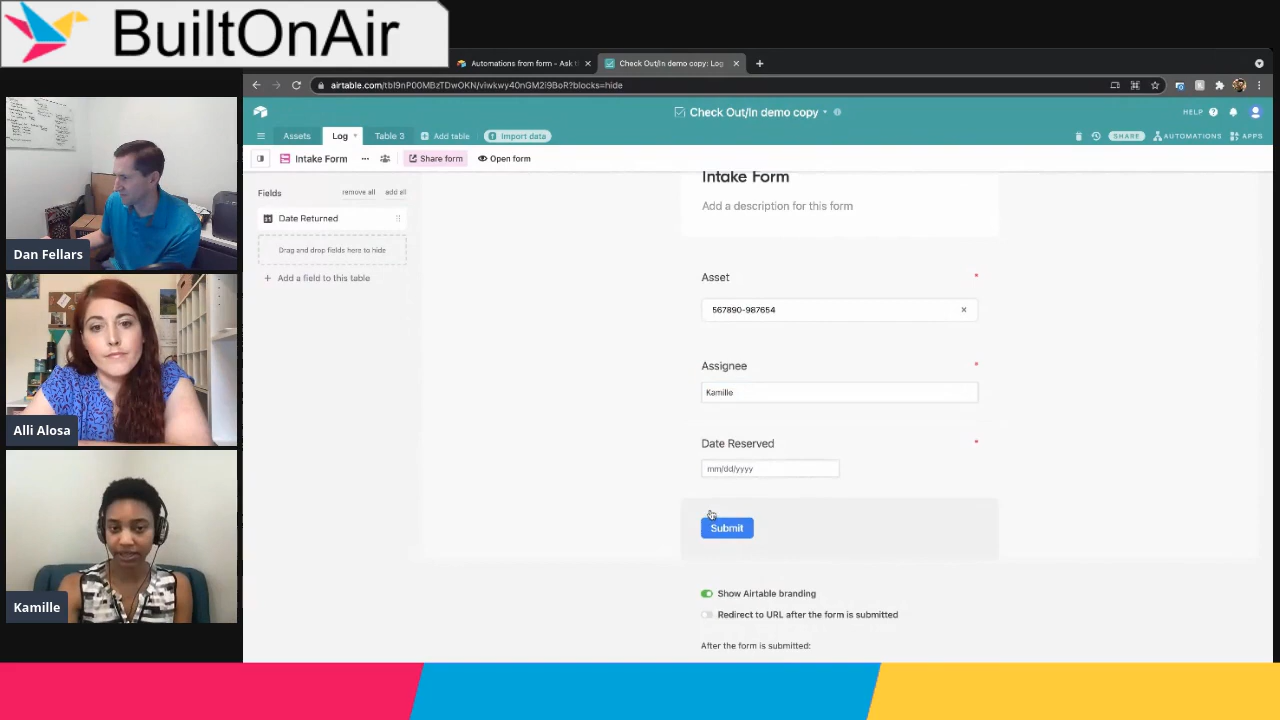 BuiltOnAir
Automations from form - Ask t
Check Out/In demo copy: Log
airtable.com/tbl9nP00MBzTDwOKN/viwkwy40nGM2i9BoR?blocks=hide
Check Out/In demo copy
HELP
Assets
Log
Table 3
Add table
Import data
SHARE
AUTOMATIONS
APPS
Intake Form
Share form
Open form
Fields
remove all
add all
Date Returned
Drag and drop fields here to hide
+ Add a field to this table
Intake Form
Add a description for this form
Asset *
567890-987654
Assignee *
Kamille
Date Reserved *
mm/dd/yyyy
Submit
Show Airtable branding
Redirect to URL after the form is submitted
After the form is submitted:
Dan Fellars
Alli Alosa
Kamille